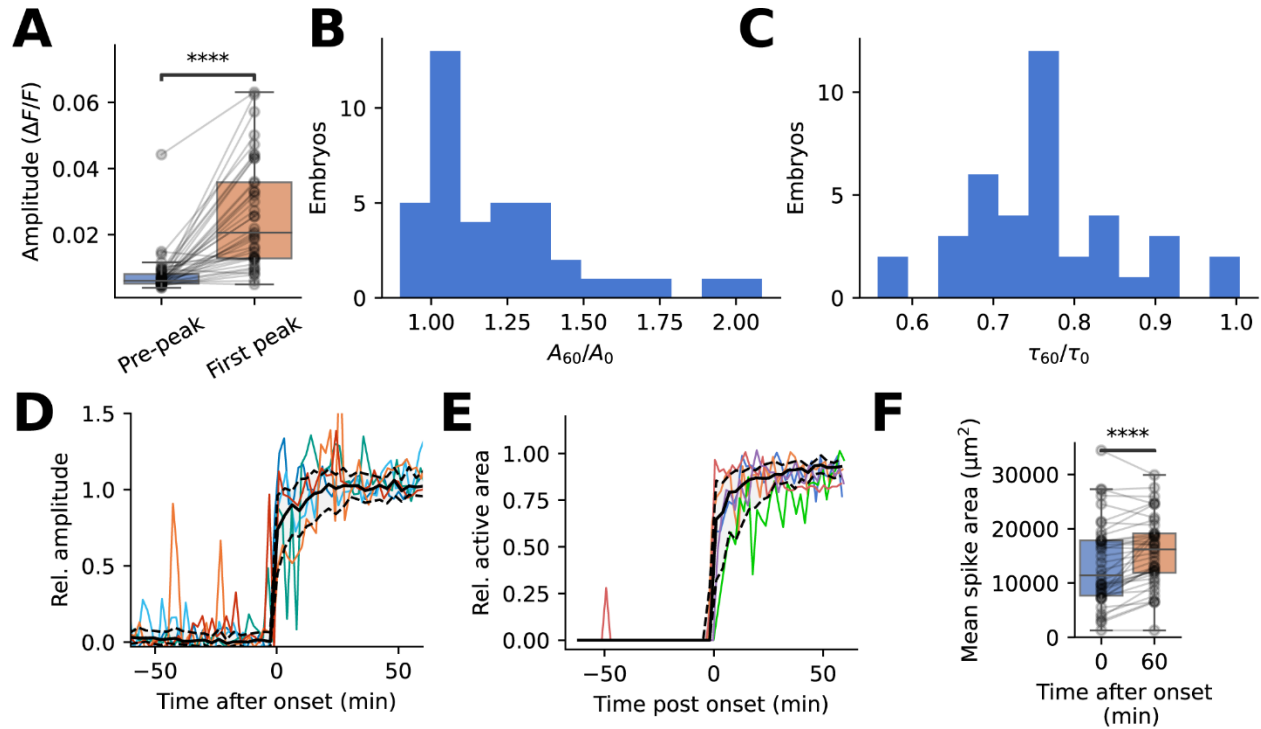 A
Amplitude (ΔF/F)
0.06
0.04
0.02
****
Pre-peak
First peak
B
Embryos
10
5
0
1.00 1.25 1.50 1.75 2.00
A₆₀/A₀
C
Embryos
10
5
0
0.6 0.7 0.8 0.9 1.0
τ₆₀/τ₀
D
Rel. amplitude
1.5
1.0
0.5
0.0
−50 0 50
Time after onset (min)
E
Rel. active area
1.00
0.75
0.50
0.25
0.00
−50 0 50
Time post onset (min)
F
Mean spike area (µm²)
****
30000
20000
10000
0
0 60
Time after onset
(min)